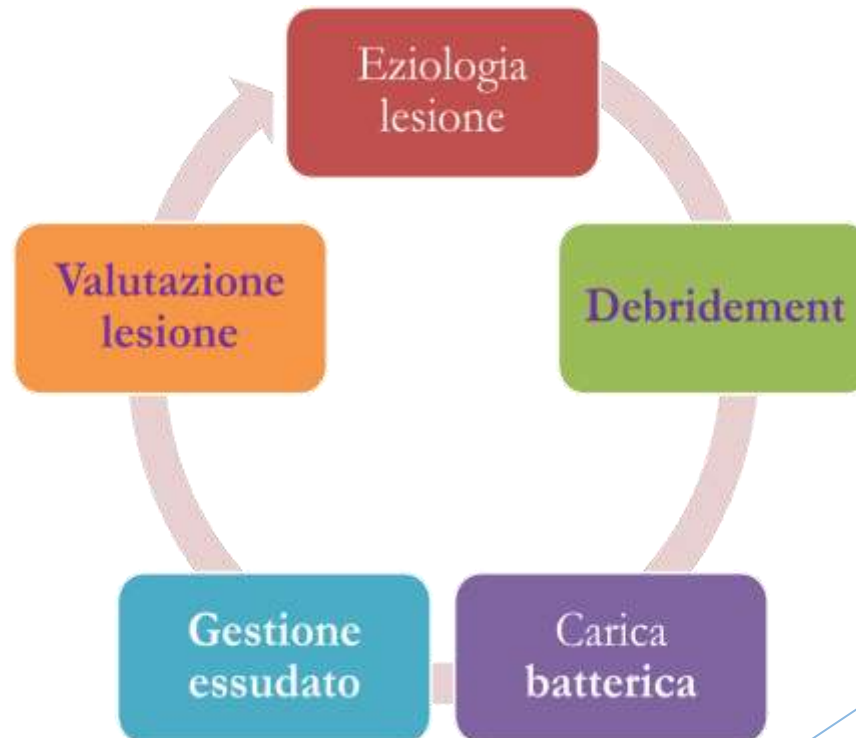 Eziologia
lesione
Debridement
Carica
batterica
Gestione
essudato
Valutazione
lesione